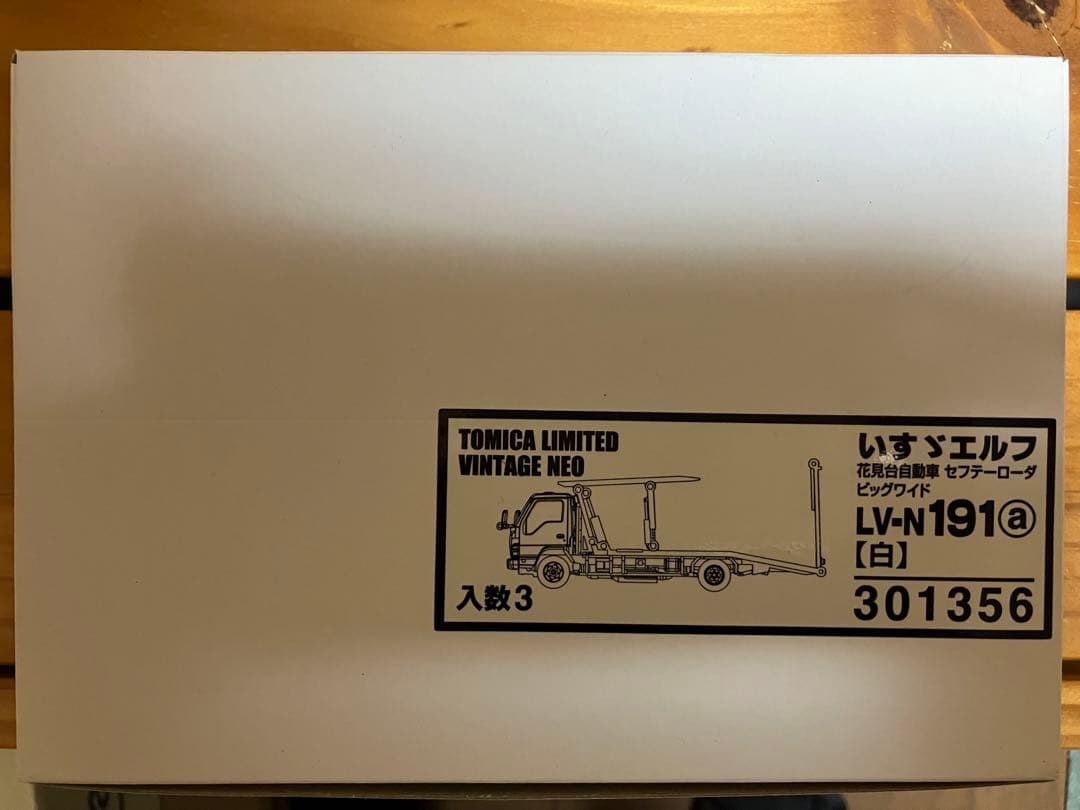 TOMICA LIMITED
VINTAGE NEO
入数3
いすゞエルフ
花見台自動車 セフテーローダ
ビッグワイド
LV-N191ⓐ
【白】
301356